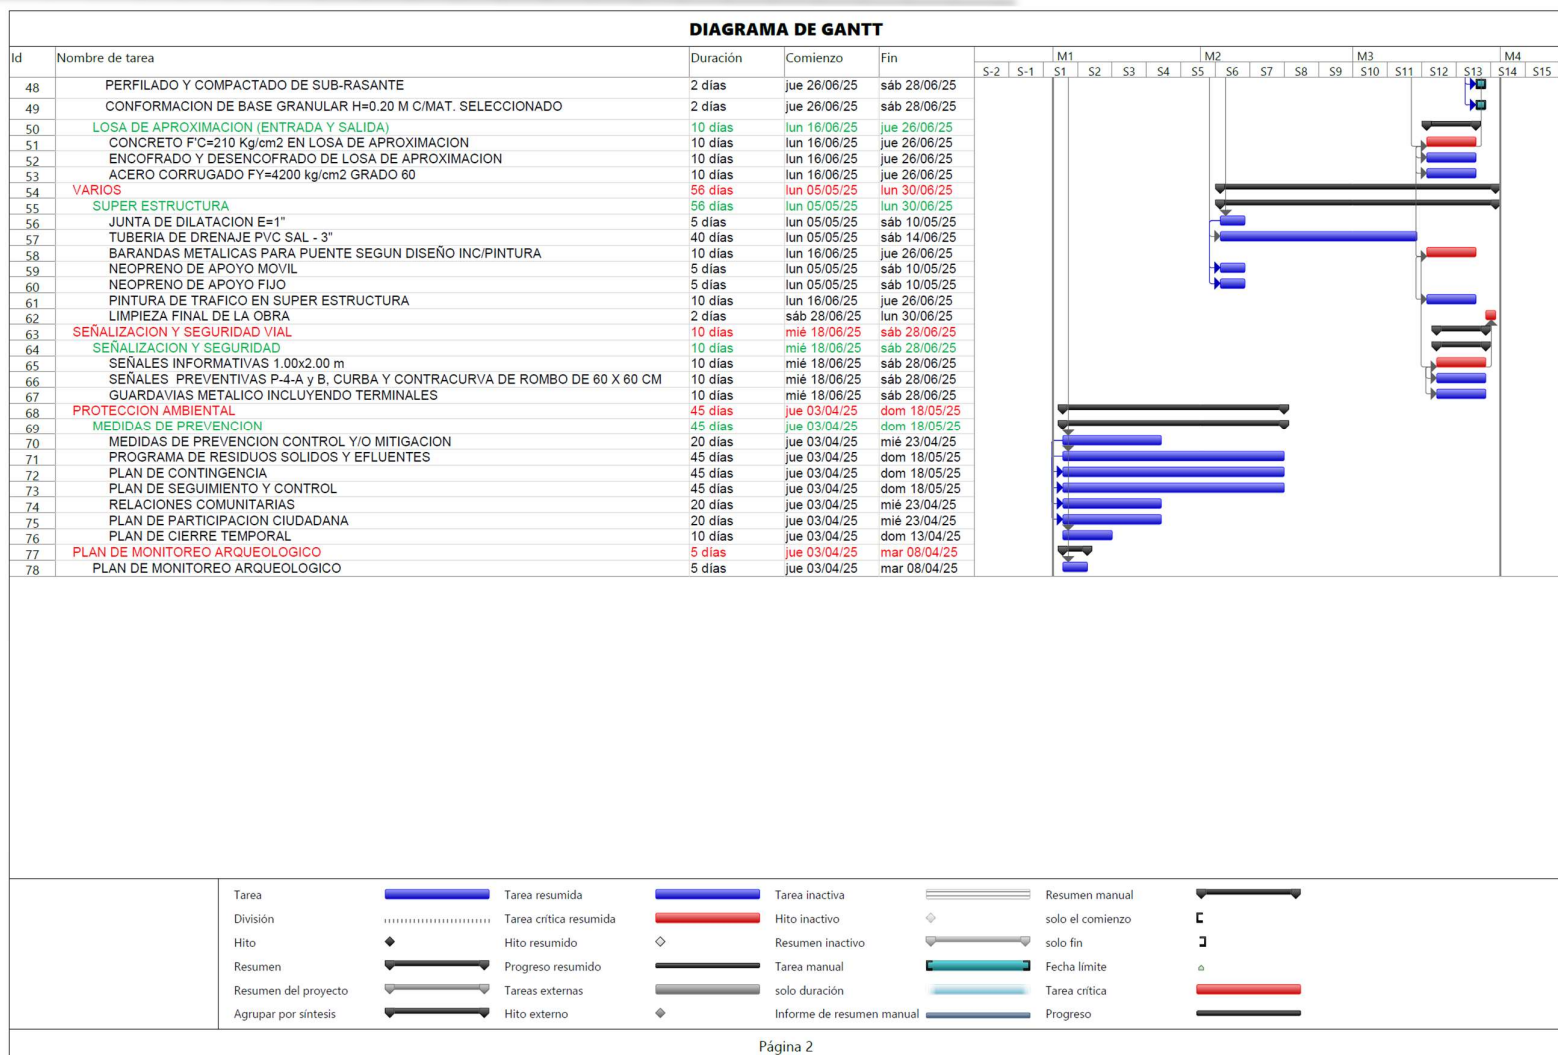 DIAGRAMA DE GANTT
Id Nombre de tarea Duración Comienzo Fin M1 M2 M3 M4
S-2 S-1 S1 S2 S3 S4 S5 S6 S7 S8 S9 S10 S11 S12 S13 S14 S15
48 PERFILADO Y COMPACTADO DE SUB-RASANTE 2 días jue 26/06/25 sáb 28/06/25
49 CONFORMACION DE BASE GRANULAR H=0.20 M C/MAT. SELECCIONADO 2 días jue 26/06/25 sáb 28/06/25
50 LOSA DE APROXIMACION (ENTRADA Y SALIDA) 10 días lun 16/06/25 jue 26/06/25
51 CONCRETO F'C=210 Kg/cm2 EN LOSA DE APROXIMACION 10 días lun 16/06/25 jue 26/06/25
52 ENCOFRADO Y DESENCOFRADO DE LOSA DE APROXIMACION 10 días lun 16/06/25 jue 26/06/25
53 ACERO CORRUGADO FY=4200 kg/cm2 GRADO 60 10 días lun 16/06/25 jue 26/06/25
54 VARIOS 56 días lun 05/05/25 lun 30/06/25
55 SUPER ESTRUCTURA 56 días lun 05/05/25 lun 30/06/25
56 JUNTA DE DILATACION E=1" 5 días lun 05/05/25 sáb 10/05/25
57 TUBERIA DE DRENAJE PVC SAL - 3" 40 días lun 05/05/25 sáb 14/06/25
58 BARANDAS METALICAS PARA PUENTE SEGUN DISEÑO INC/PINTURA 10 días lun 16/06/25 jue 26/06/25
59 NEOPRENO DE APOYO MOVIL 5 días lun 05/05/25 sáb 10/05/25
60 NEOPRENO DE APOYO FIJO 5 días lun 05/05/25 sáb 10/05/25
61 PINTURA DE TRAFICO EN SUPER ESTRUCTURA 10 días lun 16/06/25 jue 26/06/25
62 LIMPIEZA FINAL DE LA OBRA 2 días sáb 28/06/25 lun 30/06/25
63 SEÑALIZACION Y SEGURIDAD VIAL 10 días mié 18/06/25 sáb 28/06/25
64 SEÑALIZACION Y SEGURIDAD 10 días mié 18/06/25 sáb 28/06/25
65 SEÑALES INFORMATIVAS 1.00x2.00 m 10 días mié 18/06/25 sáb 28/06/25
66 SEÑALES PREVENTIVAS P-4-A y B, CURBA Y CONTRACURVA DE ROMBO DE 60 X 60 CM 10 días mié 18/06/25 sáb 28/06/25
67 GUARDAVIAS METALICO INCLUYENDO TERMINALES 10 días mié 18/06/25 sáb 28/06/25
68 PROTECCION AMBIENTAL 45 días jue 03/04/25 dom 18/05/25
69 MEDIDAS DE PREVENCION 45 días jue 03/04/25 dom 18/05/25
70 MEDIDAS DE PREVENCION CONTROL Y/O MITIGACION 20 días jue 03/04/25 mié 23/04/25
71 PROGRAMA DE RESIDUOS SOLIDOS Y EFLUENTES 45 días jue 03/04/25 dom 18/05/25
72 PLAN DE CONTINGENCIA 45 días jue 03/04/25 dom 18/05/25
73 PLAN DE SEGUIMIENTO Y CONTROL 45 días jue 03/04/25 dom 18/05/25
74 RELACIONES COMUNITARIAS 20 días jue 03/04/25 mié 23/04/25
75 PLAN DE PARTICIPACION CIUDADANA 20 días jue 03/04/25 mié 23/04/25
76 PLAN DE CIERRE TEMPORAL 10 días jue 03/04/25 dom 13/04/25
77 PLAN DE MONITOREO ARQUEOLOGICO 5 días jue 03/04/25 mar 08/04/25
78 PLAN DE MONITOREO ARQUEOLOGICO 5 días jue 03/04/25 mar 08/04/25
Tarea Tarea resumida Tarea inactiva Resumen manual
División Tarea crítica resumida Hito inactivo solo el comienzo
Hito Hito resumido Resumen inactivo solo fin
Resumen Progreso resumido Tarea manual Fecha límite
Resumen del proyecto Tareas externas solo duración Tarea crítica
Agrupar por síntesis Hito externo Informe de resumen manual Progreso
Página 2